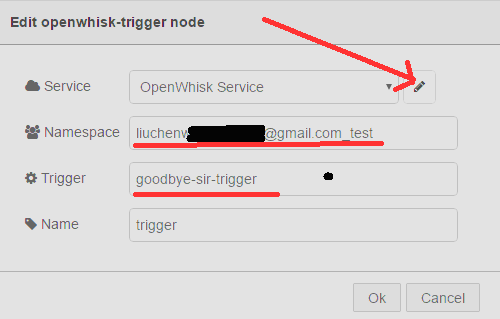 Edit openwhisk-trigger node
Service OpenWhisk Service
Namespace liuchenw @gmail.com_test
Trigger goodbye-sir-trigger
Name trigger
Ok Cancel